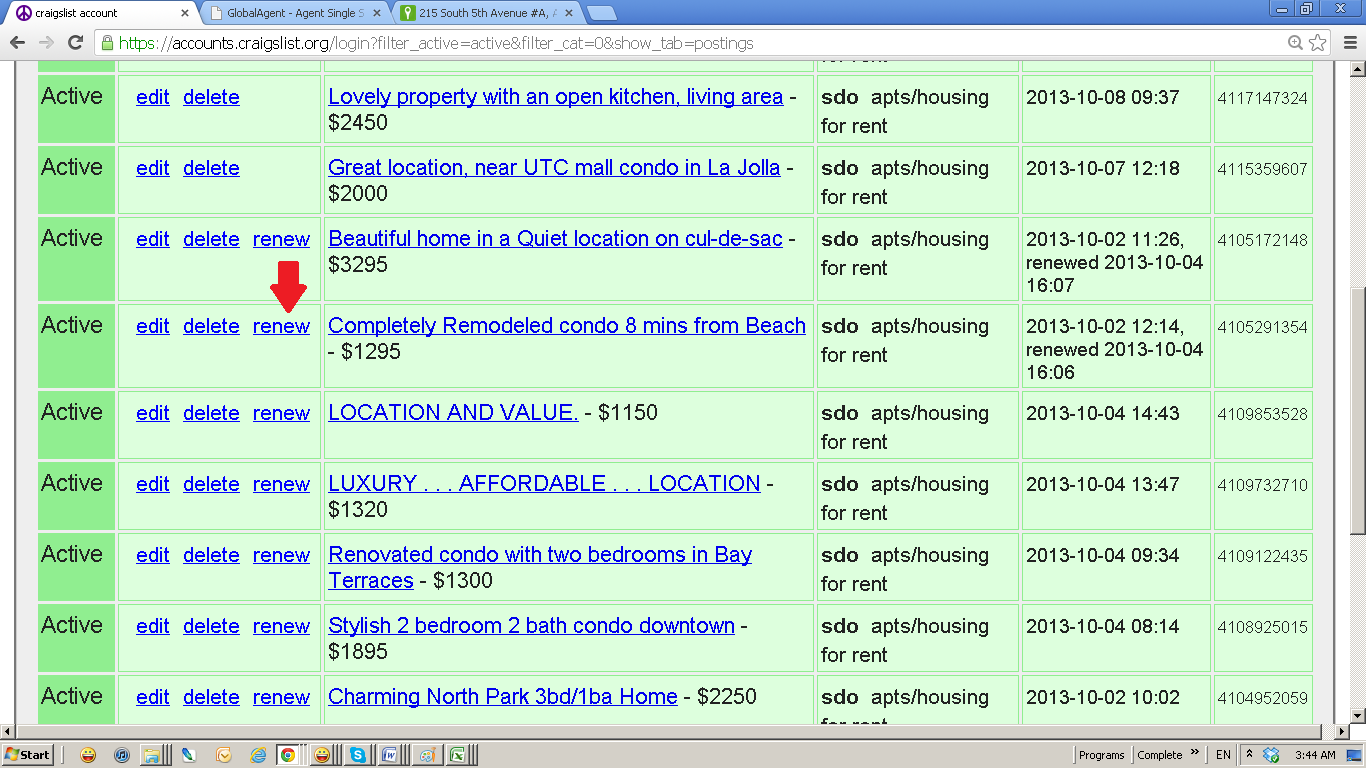 craigslist account
GlobalAgent - Agent Single S
215 South 5th Avenue #A, A
https://accounts.craigslist.org/login?filter_active=active&filter_cat=0&show_tab=postings
for rent
Active edit delete Lovely property with an open kitchen, living area - sdo apts/housing 2013-10-08 09:37 4117147324
$2450 for rent
Active edit delete Great location, near UTC mall condo in La Jolla - sdo apts/housing 2013-10-07 12:18 4115359607
$2000 for rent
Active edit delete renew Beautiful home in a Quiet location on cul-de-sac - sdo apts/housing 2013-10-02 11:26, 4105172148
$3295 for rent renewed 2013-10-04
16:07
Active edit delete renew Completely Remodeled condo 8 mins from Beach sdo apts/housing 2013-10-02 12:14, 4105291354
- $1295 for rent renewed 2013-10-04
16:06
Active edit delete renew LOCATION AND VALUE. - $1150 sdo apts/housing 2013-10-04 14:43 4109853528
for rent
Active edit delete renew LUXURY . . . AFFORDABLE . . . LOCATION - sdo apts/housing 2013-10-04 13:47 4109732710
$1320 for rent
Active edit delete renew Renovated condo with two bedrooms in Bay sdo apts/housing 2013-10-04 09:34 4109122435
Terraces - $1300 for rent
Active edit delete renew Stylish 2 bedroom 2 bath condo downtown - sdo apts/housing 2013-10-04 08:14 4108925015
$1895 for rent
Active edit delete renew Charming North Park 3bd/1ba Home - $2250 sdo apts/housing 2013-10-02 10:02 4104952059
for rent
Start Programs Complete » EN 3:44 AM